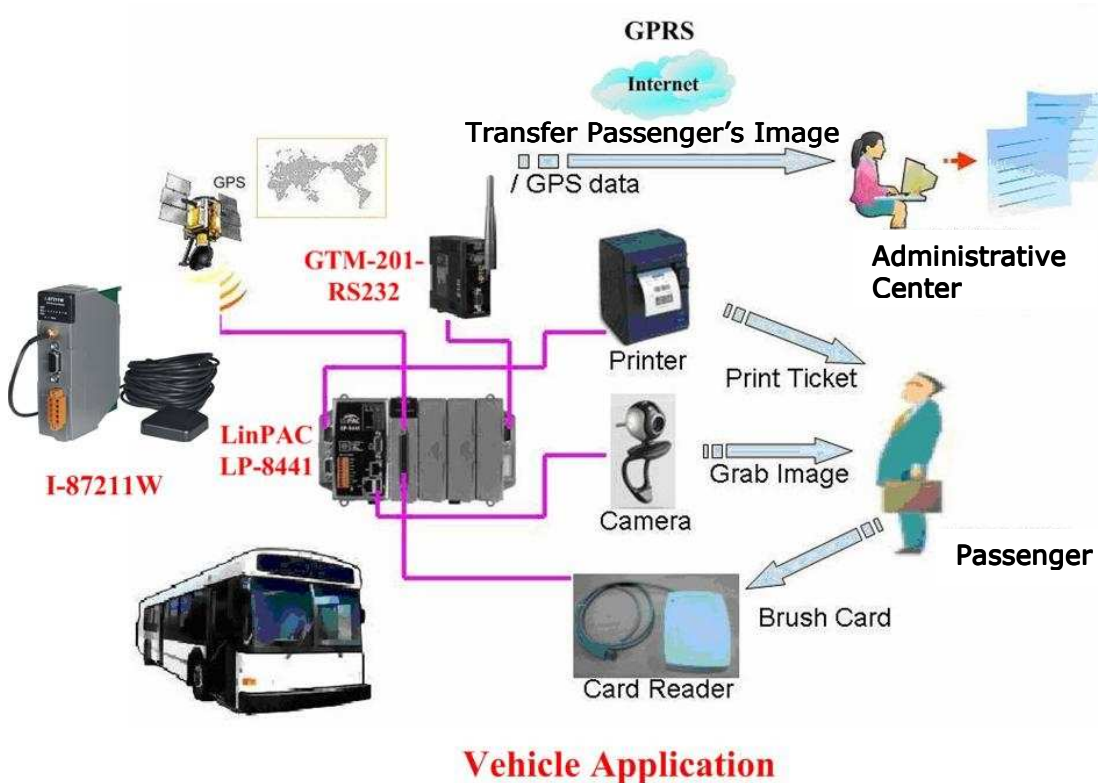 GPRS
Internet
Transfer Passenger's Image
/ GPS data
GPS
GTM-201-
RS232
Administrative
Center
Printer
Print Ticket
LinPAC
LP-8441
I-87211W
Grab Image
Camera
Passenger
Brush Card
Card Reader
Vehicle Application